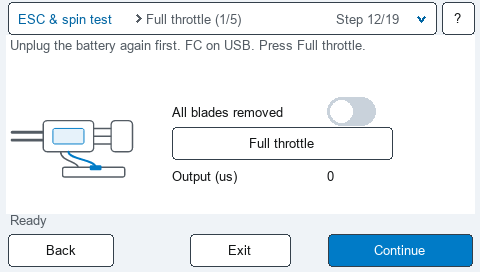 ESC & spin test > Full throttle (1/5) Step 12/19 ?
Unplug the battery again first. FC on USB. Press Full throttle.
All blades removed
Full throttle
Output (us) 0
Ready
Back Exit Continue